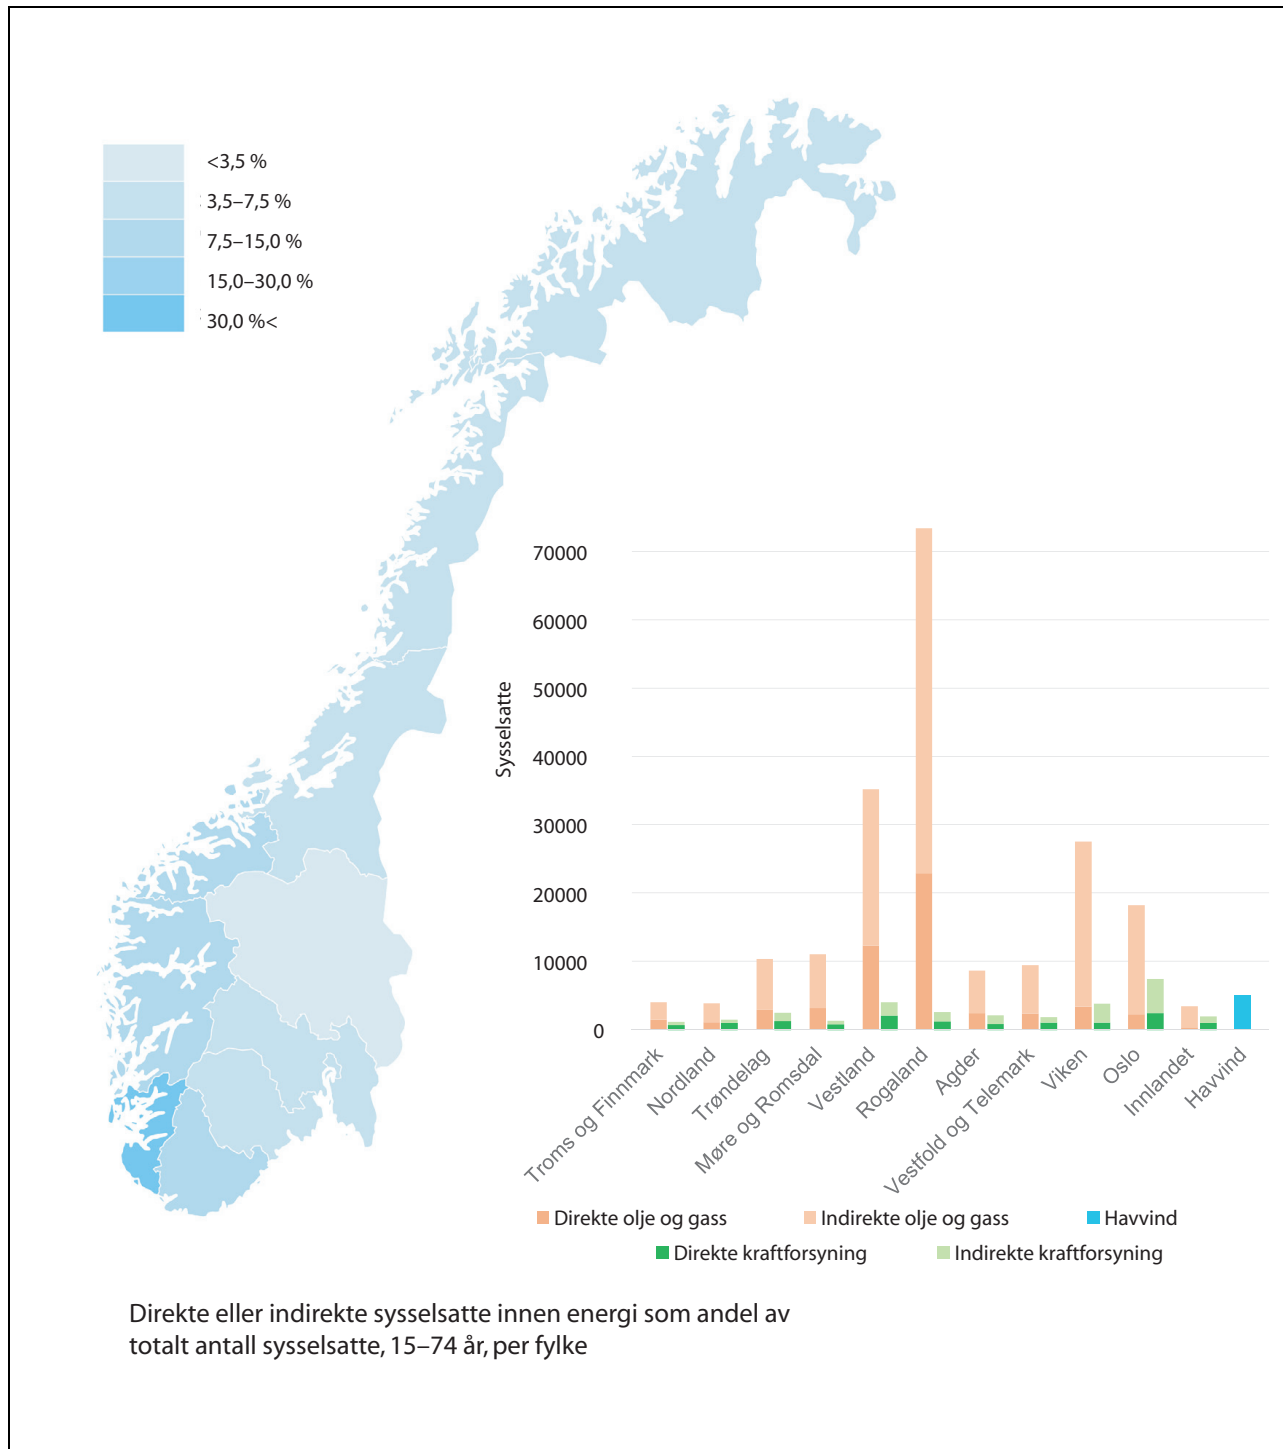 <3,5 %
3,5–7,5 %
7,5–15,0 %
15,0–30,0 %
30,0 %<
Sysselsatte
70000
60000
50000
40000
30000
20000
10000
0
Troms og Finnmark
Nordland
Trøndelag
Møre og Romsdal
Vestland
Rogaland
Agder
Vestfold og Telemark
Viken
Oslo
Innlandet
Havvind
Direkte olje og gass
Indirekte olje og gass
Havvind
Direkte kraftforsyning
Indirekte kraftforsyning
Direkte eller indirekte sysselsatte innen energi som andel av
totalt antall sysselsatte, 15–74 år, per fylke